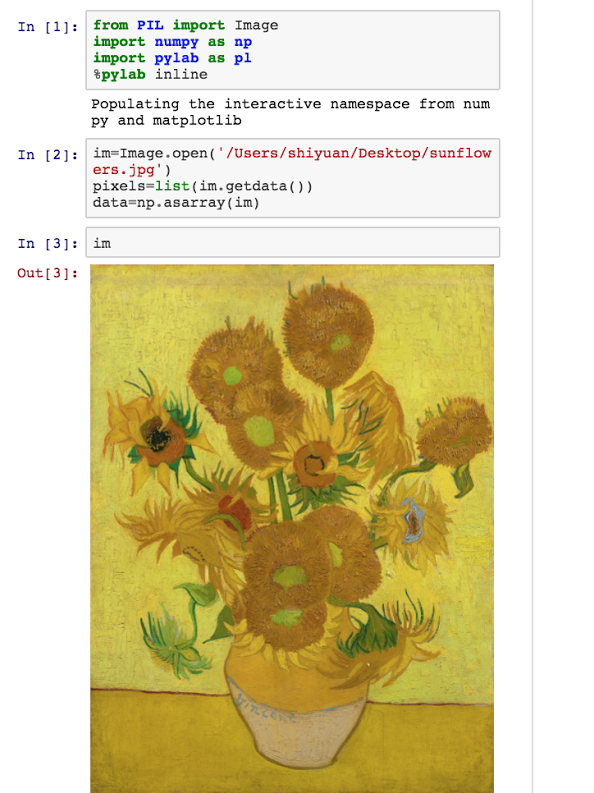 In [1]: from PIL import Image
import numpy as np
import pylab as pl
%pylab inline
Populating the interactive namespace from num
py and matplotlib
In [2]: im=Image.open('/Users/shiyuan/Desktop/sunflow
ers.jpg')
pixels=list(im.getdata())
data=np.asarray(im)
In [3]: im
Out[3]:
Vincent